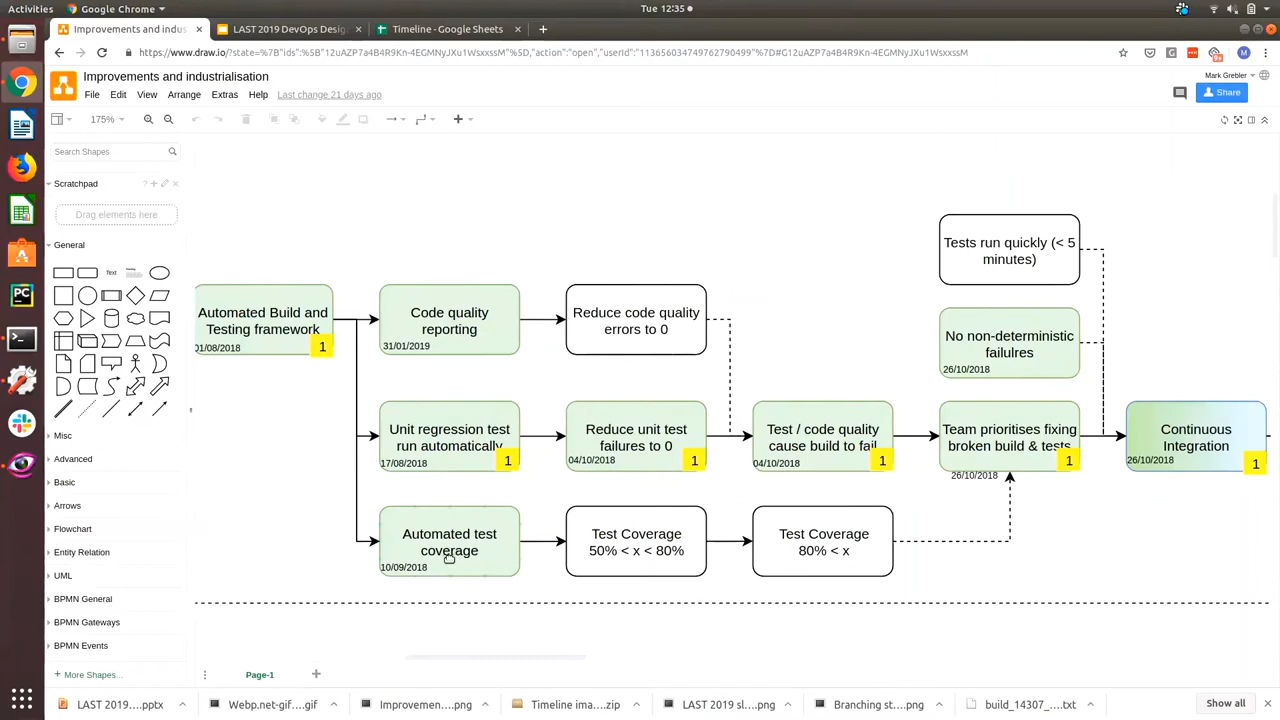 Activities
Google Chrome
Tue 12:35
Improvements and indus
LAST 2019 DevOps Desig
Timeline - Google Sheets
https://www.draw.io/?state=%7B"ids":%5B"12uAZP7a4B4R9Kn-4EGMNyJXu1WsxxsSM"%5D,"action":"open","userId":"113656034749762790499"%7D#G12uAZP7a4B4R9Kn-4EGMNyJXu1WsxxsSM
M
Improvements and industrialisation
Mark Grebler
File Edit View Arrange Extras Help Last change 21 days ago
Share
175%
Search Shapes
Scratchpad
Drag elements here
General
Text
Misc
Advanced
Basic
Arrows
Flowchart
Entity Relation
UML
BPMN General
BPMN Gateways
BPMN Events
+ More Shapes...
Tests run quickly (< 5
minutes)
Automated Build and
Testing framework
01/08/2018
1
Code quality
reporting
31/01/2019
Reduce code quality
errors to 0
No non-deterministic
failulres
26/10/2018
Unit regression test
run automatically
17/08/2018
1
Reduce unit test
failures to 0
04/10/2018
1
Test / code quality
cause build to fail
04/10/2018
1
Team prioritises fixing
broken build & tests
1
26/10/2018
Continuous
Integration
26/10/2018
1
Automated test
coverage
10/09/2018
Test Coverage
50% < x < 80%
Test Coverage
80% < x
Page-1
LAST 2019....pptx
Webp.net-gif....gif
Improvemen....png
Timeline ima....zip
LAST 2019 sl....png
Branching st....png
build_14307_....txt
Show all